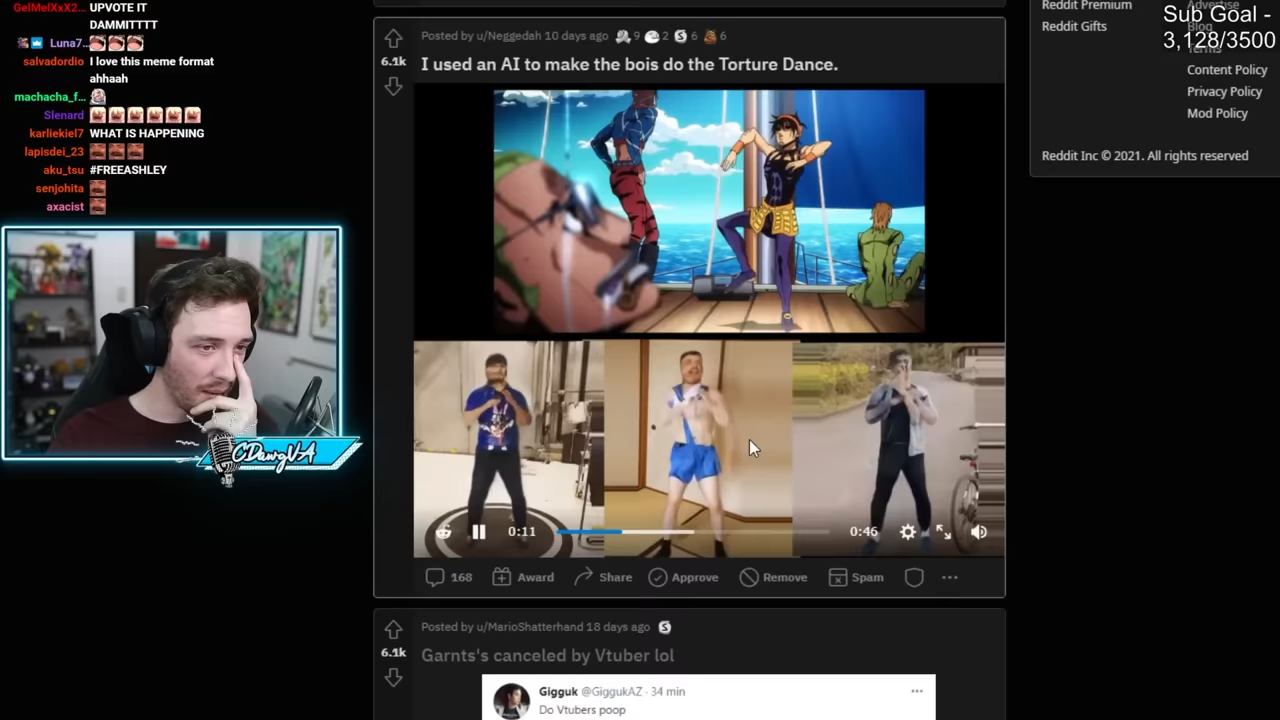 GelMelXxX2...
UPVOTE IT
DAMMITTTT
Luna7...
salvadordio I love this meme format
ahhaah
machacha_f...
Slenard
karliekiel7 WHAT IS HAPPENING
lapisdei_23
aku_tsu #FREEASHLEY
senjohita
axacist
CDawgVA
Posted by u/Neggedah 10 days ago 9 2 6 6
6.1k
I used an AI to make the bois do the Torture Dance.
0:11
0:46
168 Award Share Approve Remove Spam
Posted by u/MarioShatterhand 18 days ago
6.1k
Garnts's canceled by Vtuber lol
Gigguk @GiggukAZ · 34 min
Do Vtubers poop
Reddit Premium
Advertise
Reddit Gifts
Blog
Terms
Content Policy
Privacy Policy
Mod Policy
Reddit Inc © 2021. All rights reserved
Sub Goal -
3,128/3500